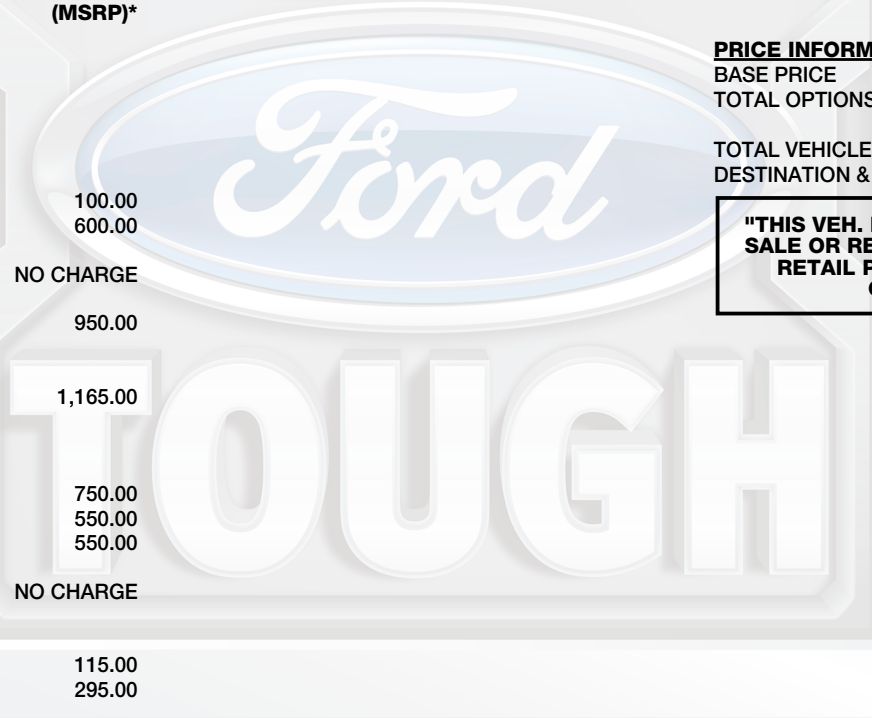 (MSRP)*
100.00
600.00
NO CHARGE
950.00
1,165.00
750.00
550.00
550.00
NO CHARGE
115.00
295.00
PRICE
BASE PRICE
TOTAL OPTIONS
TOTAL VEHICLE
DESTINATION &
"THIS VEH.
SALE OR
RETAIL
Ford
TOUGH